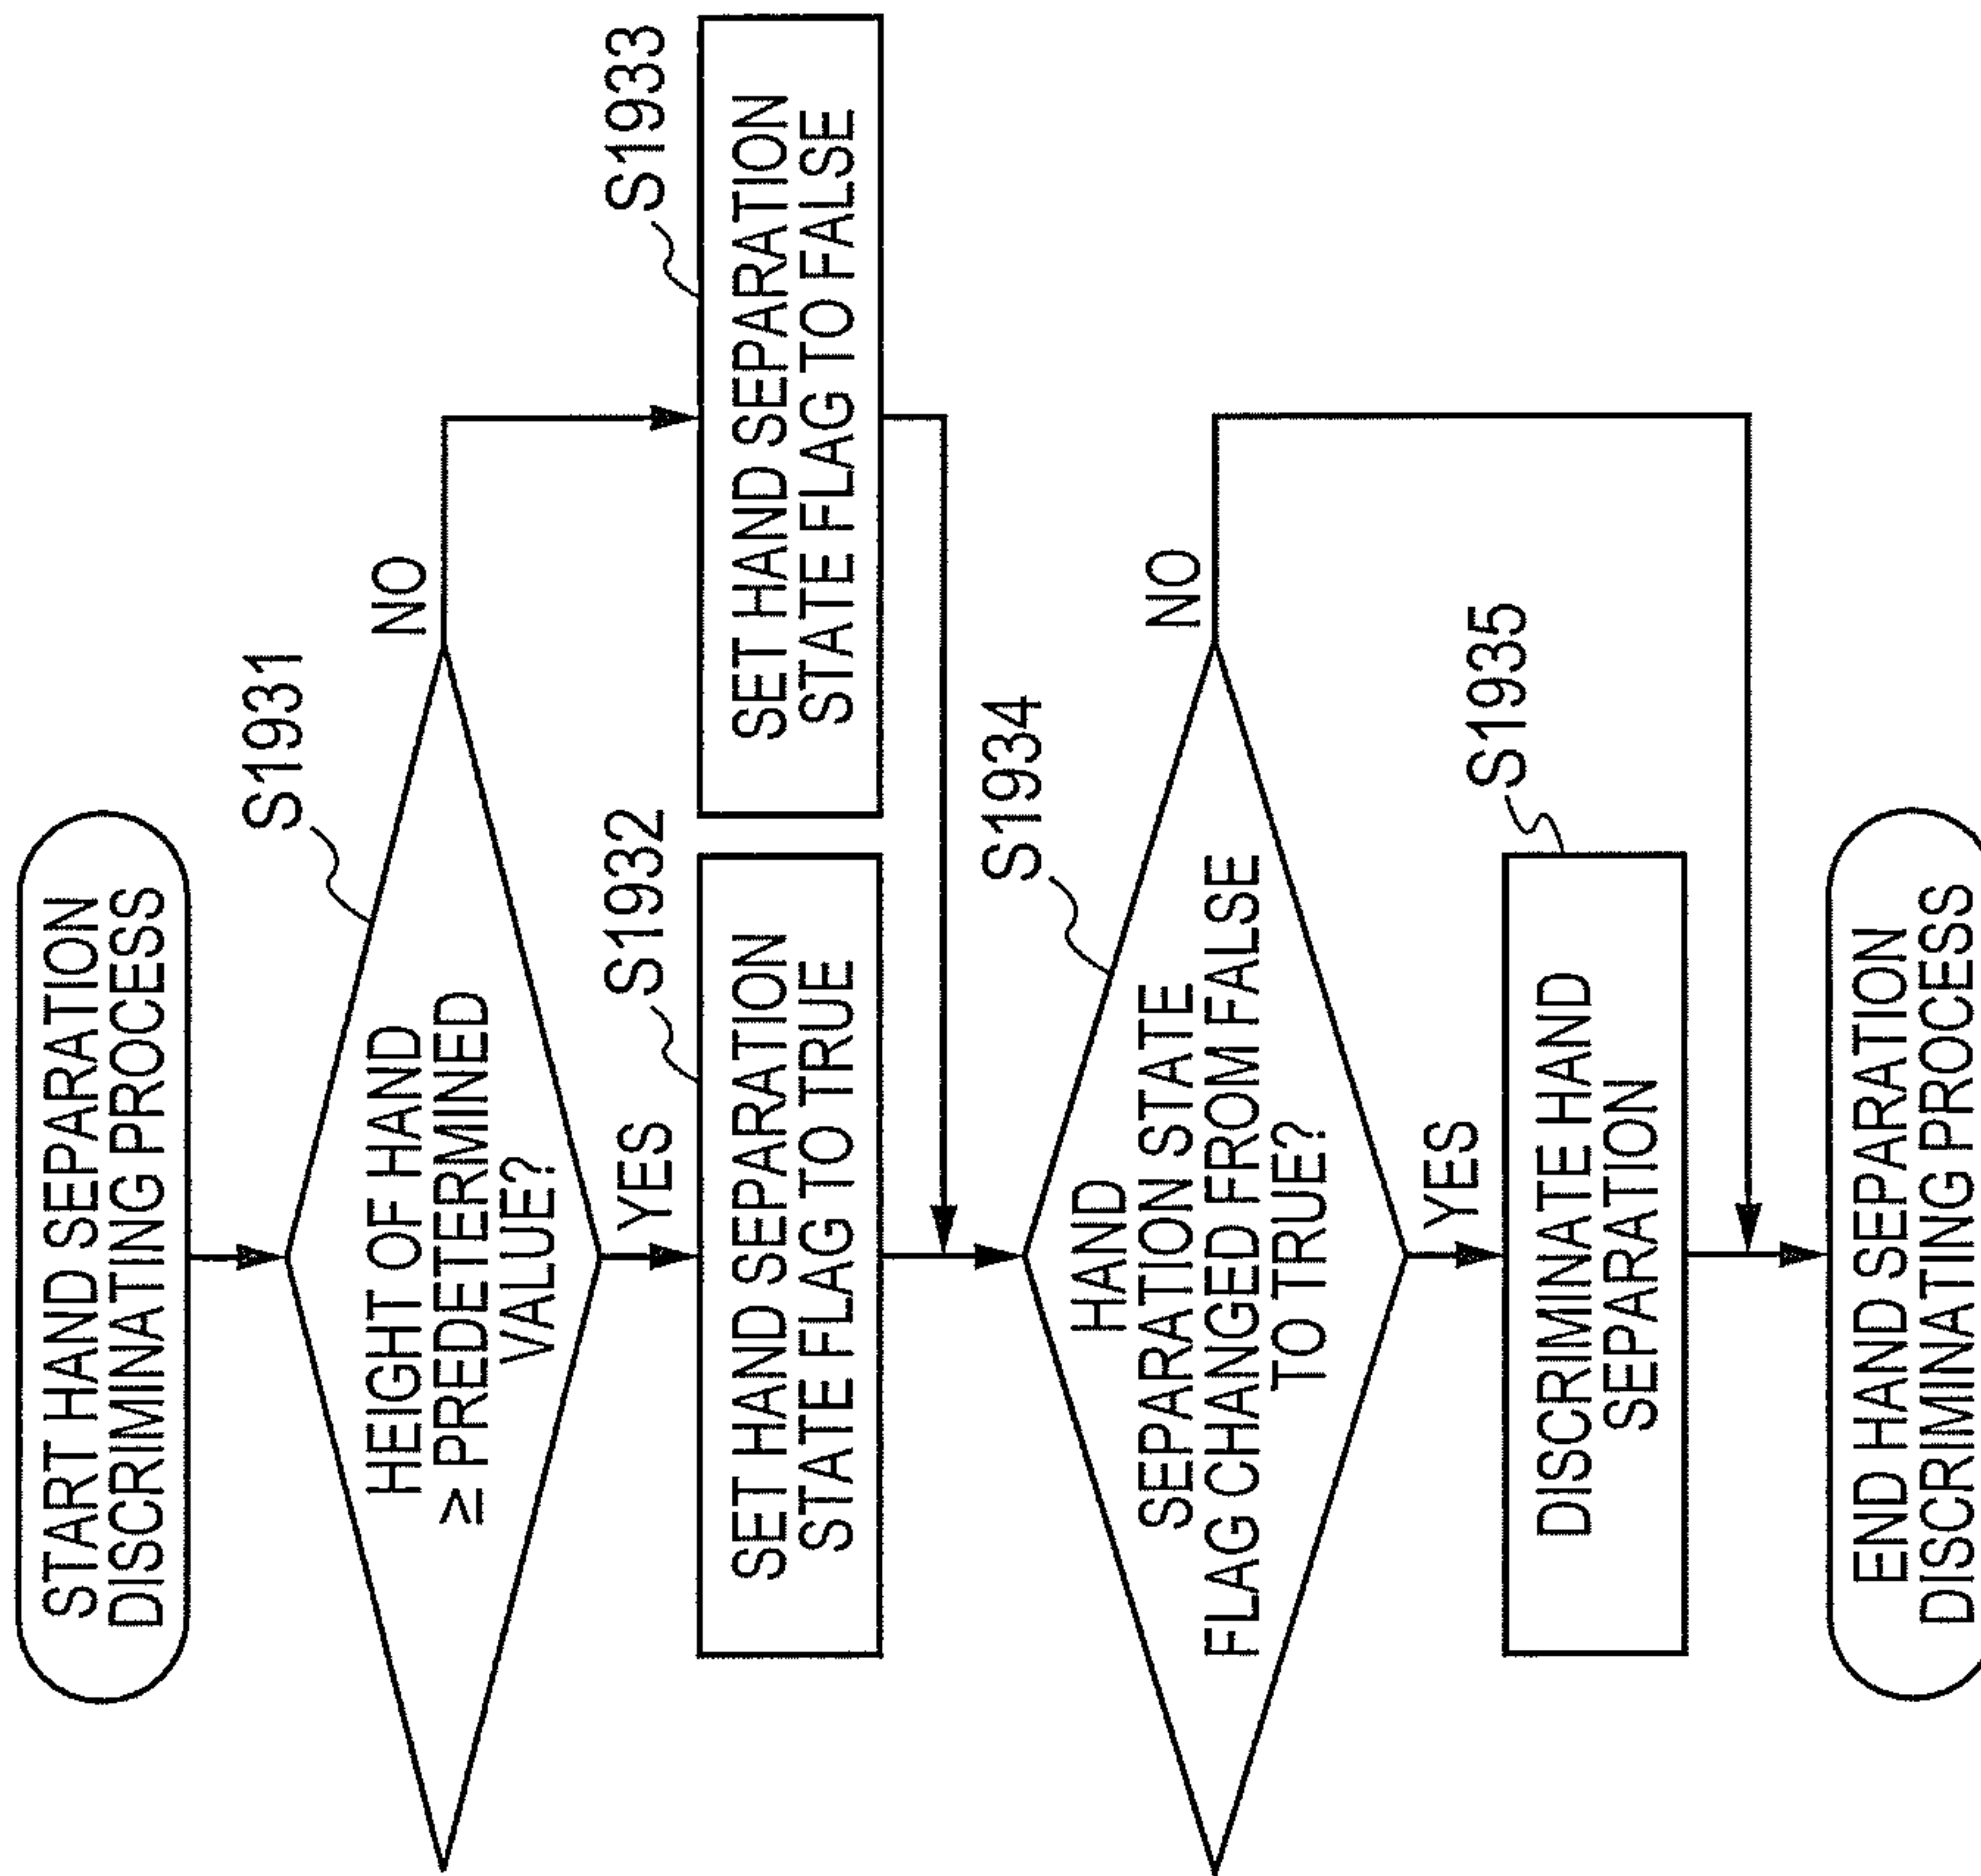 START HAND SEPARATION
DISCRIMINATING PROCESS
S1931
HEIGHT OF HAND
≥ PREDETERMINED
VALUE?
NO
YES
S1932
SET HAND SEPARATION
STATE FLAG TO TRUE
S1933
SET HAND SEPARATION
STATE FLAG TO FALSE
S1934
HAND
SEPARATION STATE
FLAG CHANGED FROM FALSE
TO TRUE?
NO
YES
S1935
DISCRIMINATE HAND
SEPARATION
END HAND SEPARATION
DISCRIMINATING PROCESS